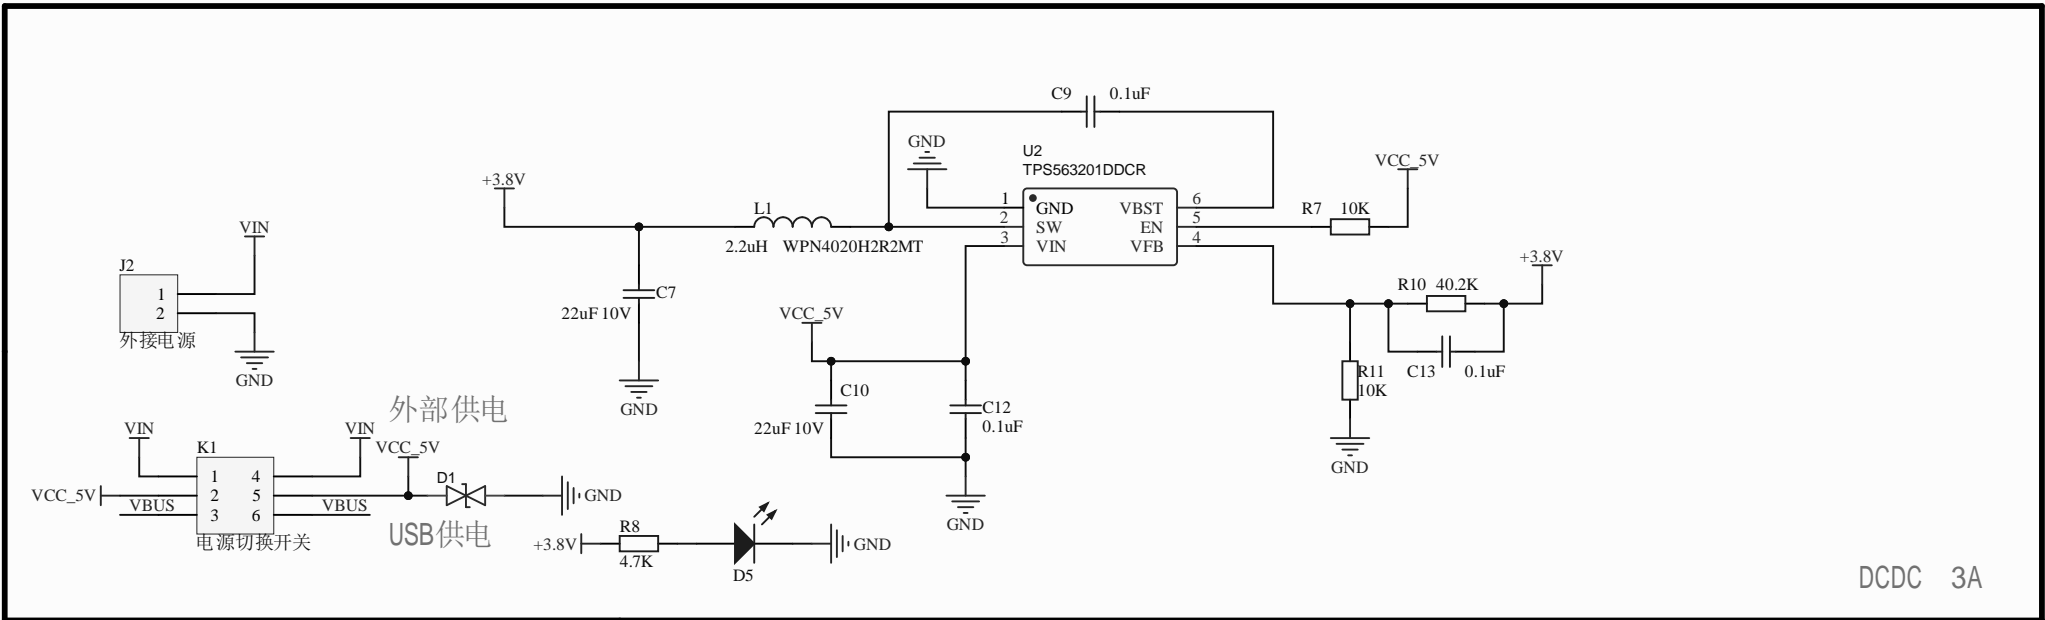 C9 0.1uF
GND
U2
TPS563201DDCR
VCC_5V
+3.8V
1 GND VBST 6
2 SW EN 5
3 VIN VFB 4
R7 10K
L1
2.2uH WPN4020H2R2MT
VIN
J2
1
2
外接电源
GND
C7
22uF 10V
GND
+3.8V
R10 40.2K
C13 0.1uF
R11
10K
GND
VCC_5V
C10
22uF 10V
C12
0.1uF
GND
外部供电
VIN
VIN
K1
VCC_5V
1 4
VCC_5V 2 5
VBUS 3 6 VBUS
电源切换开关
D1
GND
USB供电
+3.8V
R8
4.7K
D5
GND
DCDC 3A